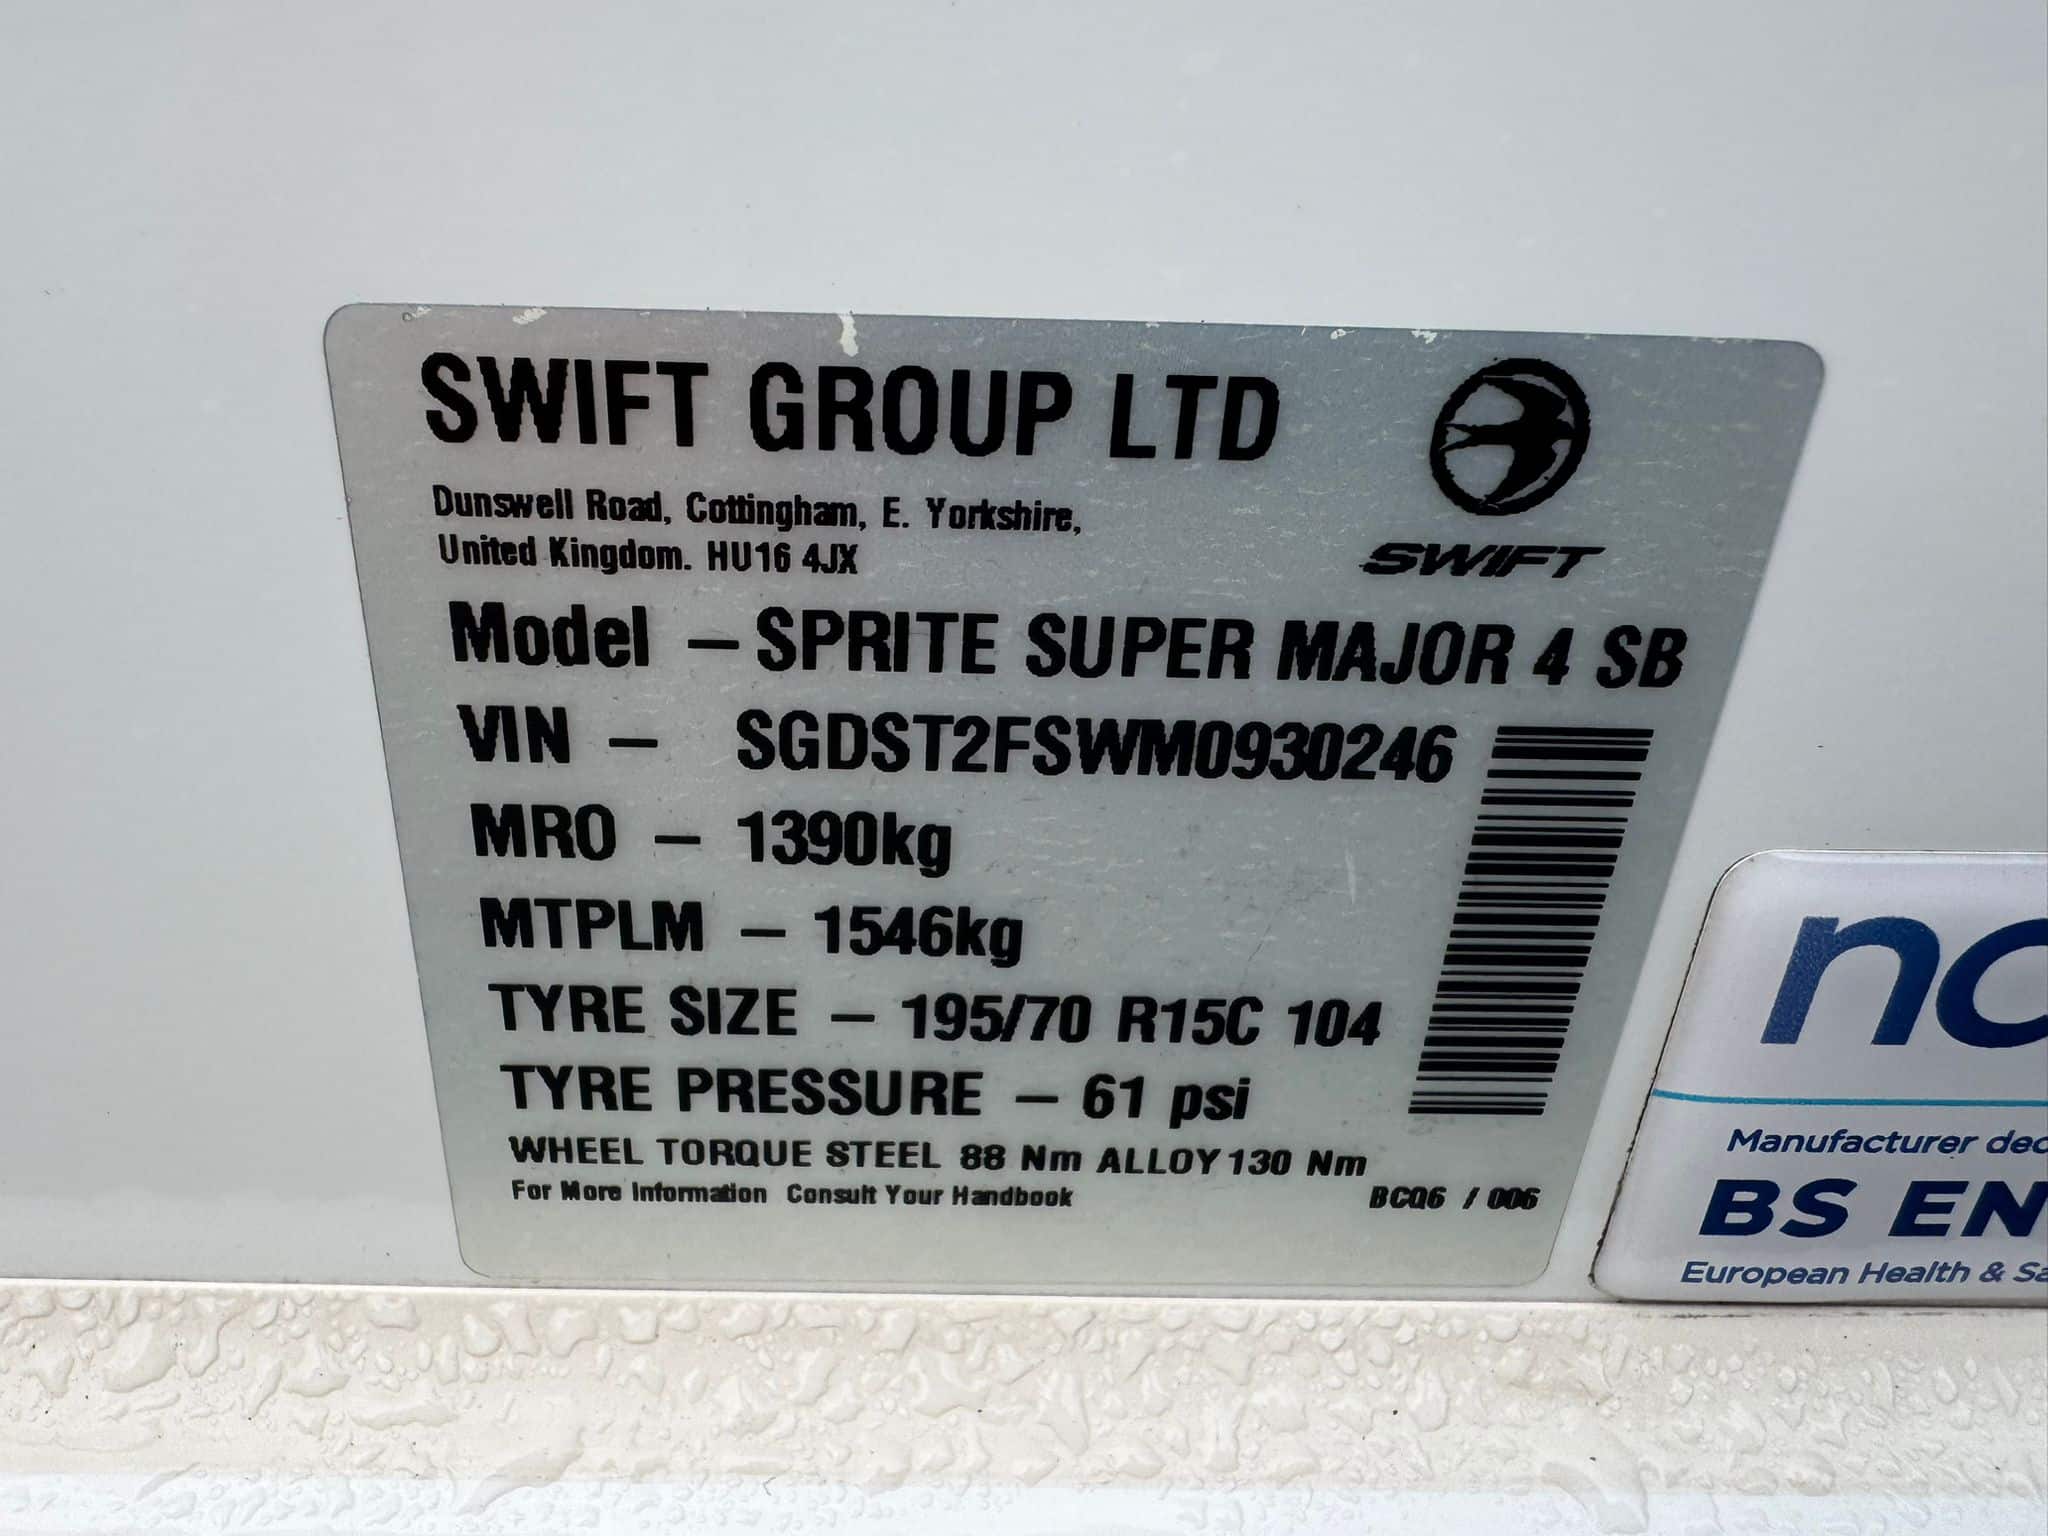 SWIFT GROUP LTD
Dunswell Road, Cottingham, E. Yorkshire,
United Kingdom. HU16 4JX
SWIFT
Model – SPRITE SUPER MAJOR 4 SB
VIN – SGDST2FSWM0930246
MRO – 1390kg
MTPLM – 1546kg
TYRE SIZE – 195/70 R15C 104
TYRE PRESSURE – 61 psi
WHEEL TORQUE STEEL 88 Nm ALLOY 130 Nm
For More Information Consult Your Handbook
BCQ6 / 006
Manufacturer
BS EN
European Health &